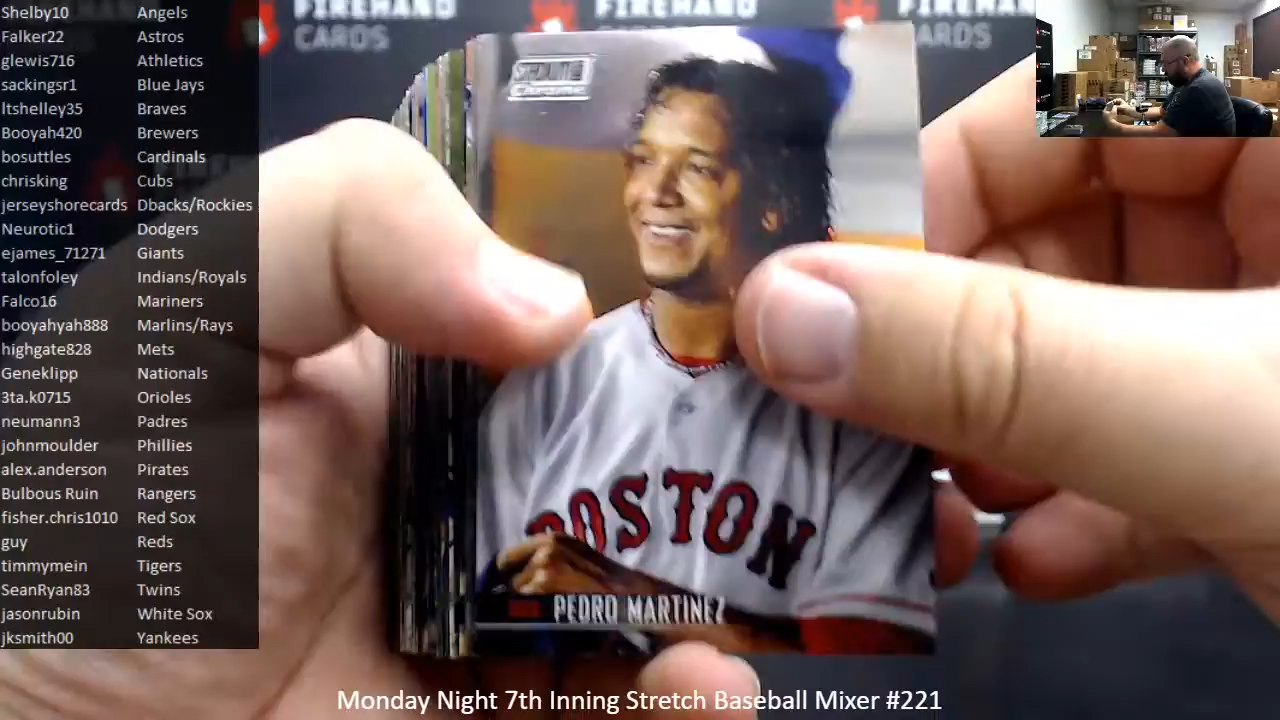 FIREHAND
CARDS
FIREHAND
FIREHAN
CARDS
Shelby10 Angels
Falker22 Astros
glewis716 Athletics
sackingsr1 Blue Jays
ltshelley35 Braves
Booyah420 Brewers
bosuttles Cardinals
chrisking Cubs
jerseyshorecards Dbacks/Rockies
Neurotic1 Dodgers
ejames_71271 Giants
talonfoley Indians/Royals
Falco16 Mariners
booyahyah888 Marlins/Rays
highgate828 Mets
Geneklipp Nationals
3ta.k0715 Orioles
neumann3 Padres
johnmoulder Phillies
alex.anderson Pirates
Bulbous Ruin Rangers
fisher.chris1010 Red Sox
guy Reds
timmymein Tigers
SeanRyan83 Twins
jasonrubin White Sox
jksmith00 Yankees
Chrome
BOSTON
PEDRO MARTINEZ
Monday Night 7th Inning Stretch Baseball Mixer #221